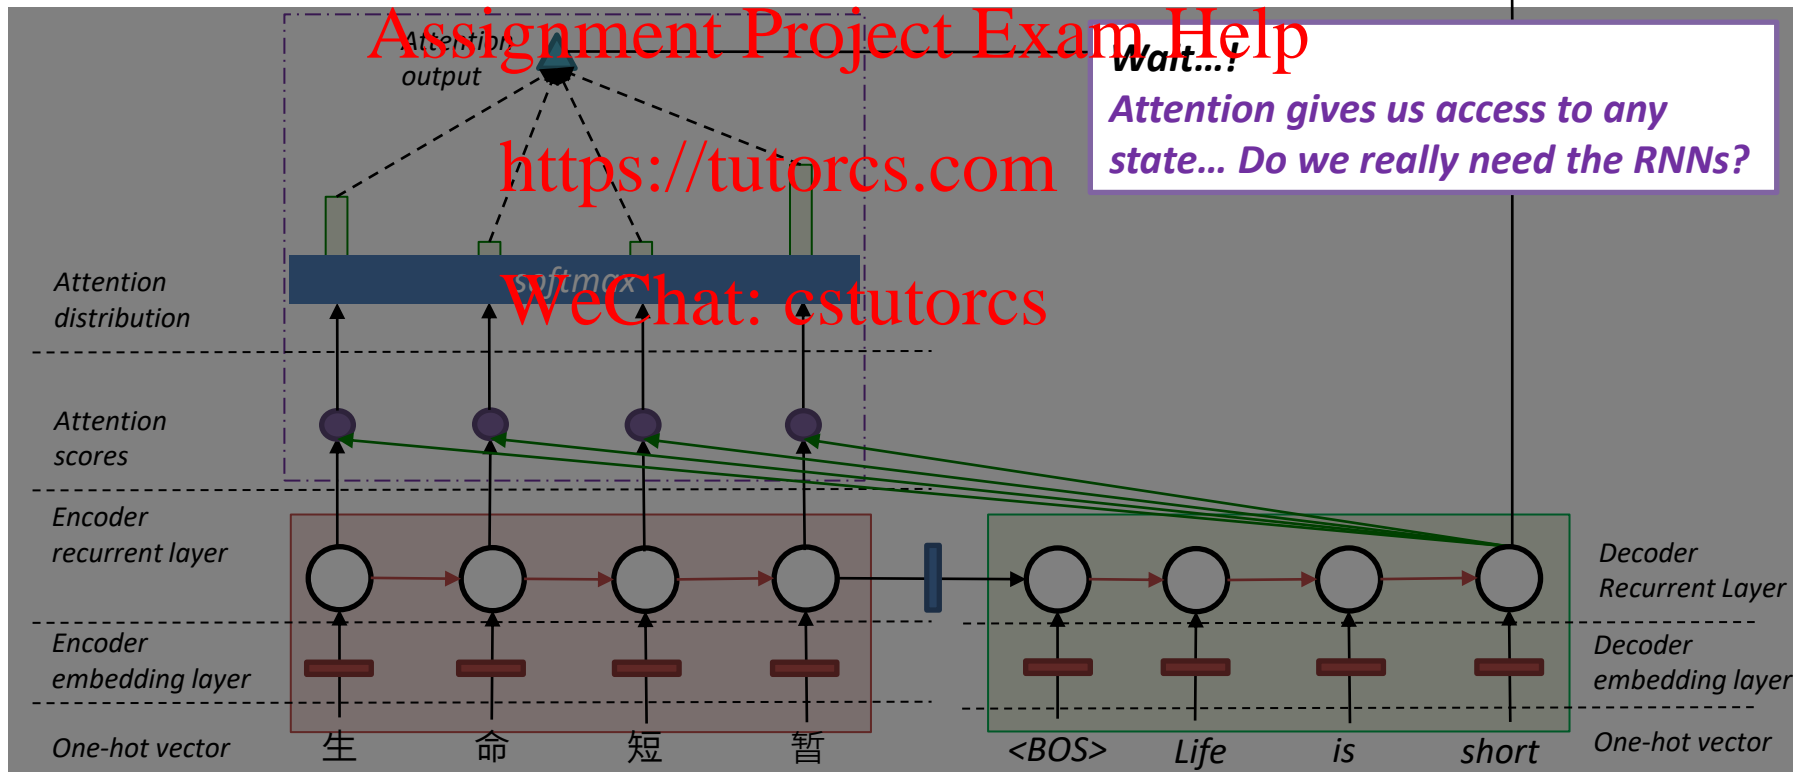 Assignment Project Exam Help
Attention
output
Wait...!
Attention gives us access to any
state... Do we really need the RNNs?
https://tutorcs.com
softmax
WeChat: cstutorcs
Attention
distribution
Attention
scores
Encoder
recurrent layer
Decoder
Recurrent Layer
Encoder
embedding layer
Decoder
embedding layer
One-hot vector
生 命 短 暂
<BOS> Life is short
One-hot vector